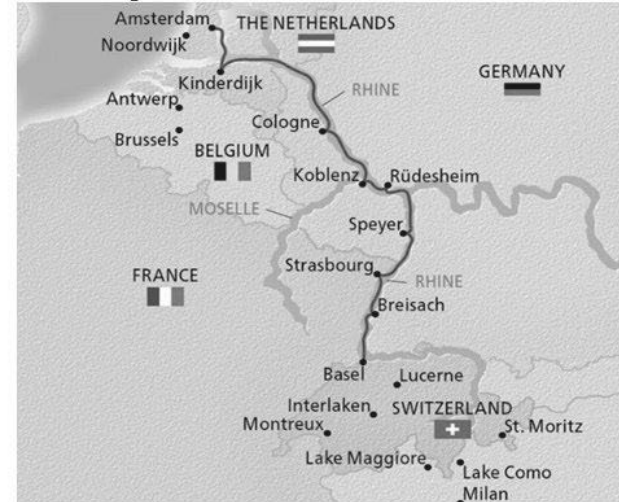 Amsterdam
THE NETHERLANDS
Noordwijk
Kinderdijk
GERMANY
RHINE
Antwerp
Cologne
Brussels
BELGIUM
Koblenz
Rüdesheim
MOSELLE
Speyer
Strasbourg
FRANCE
RHINE
Breisach
Basel
Lucerne
Interlaken
SWITZERLAND
Montreux
St. Moritz
Lake Maggiore
Lake Como
Milan